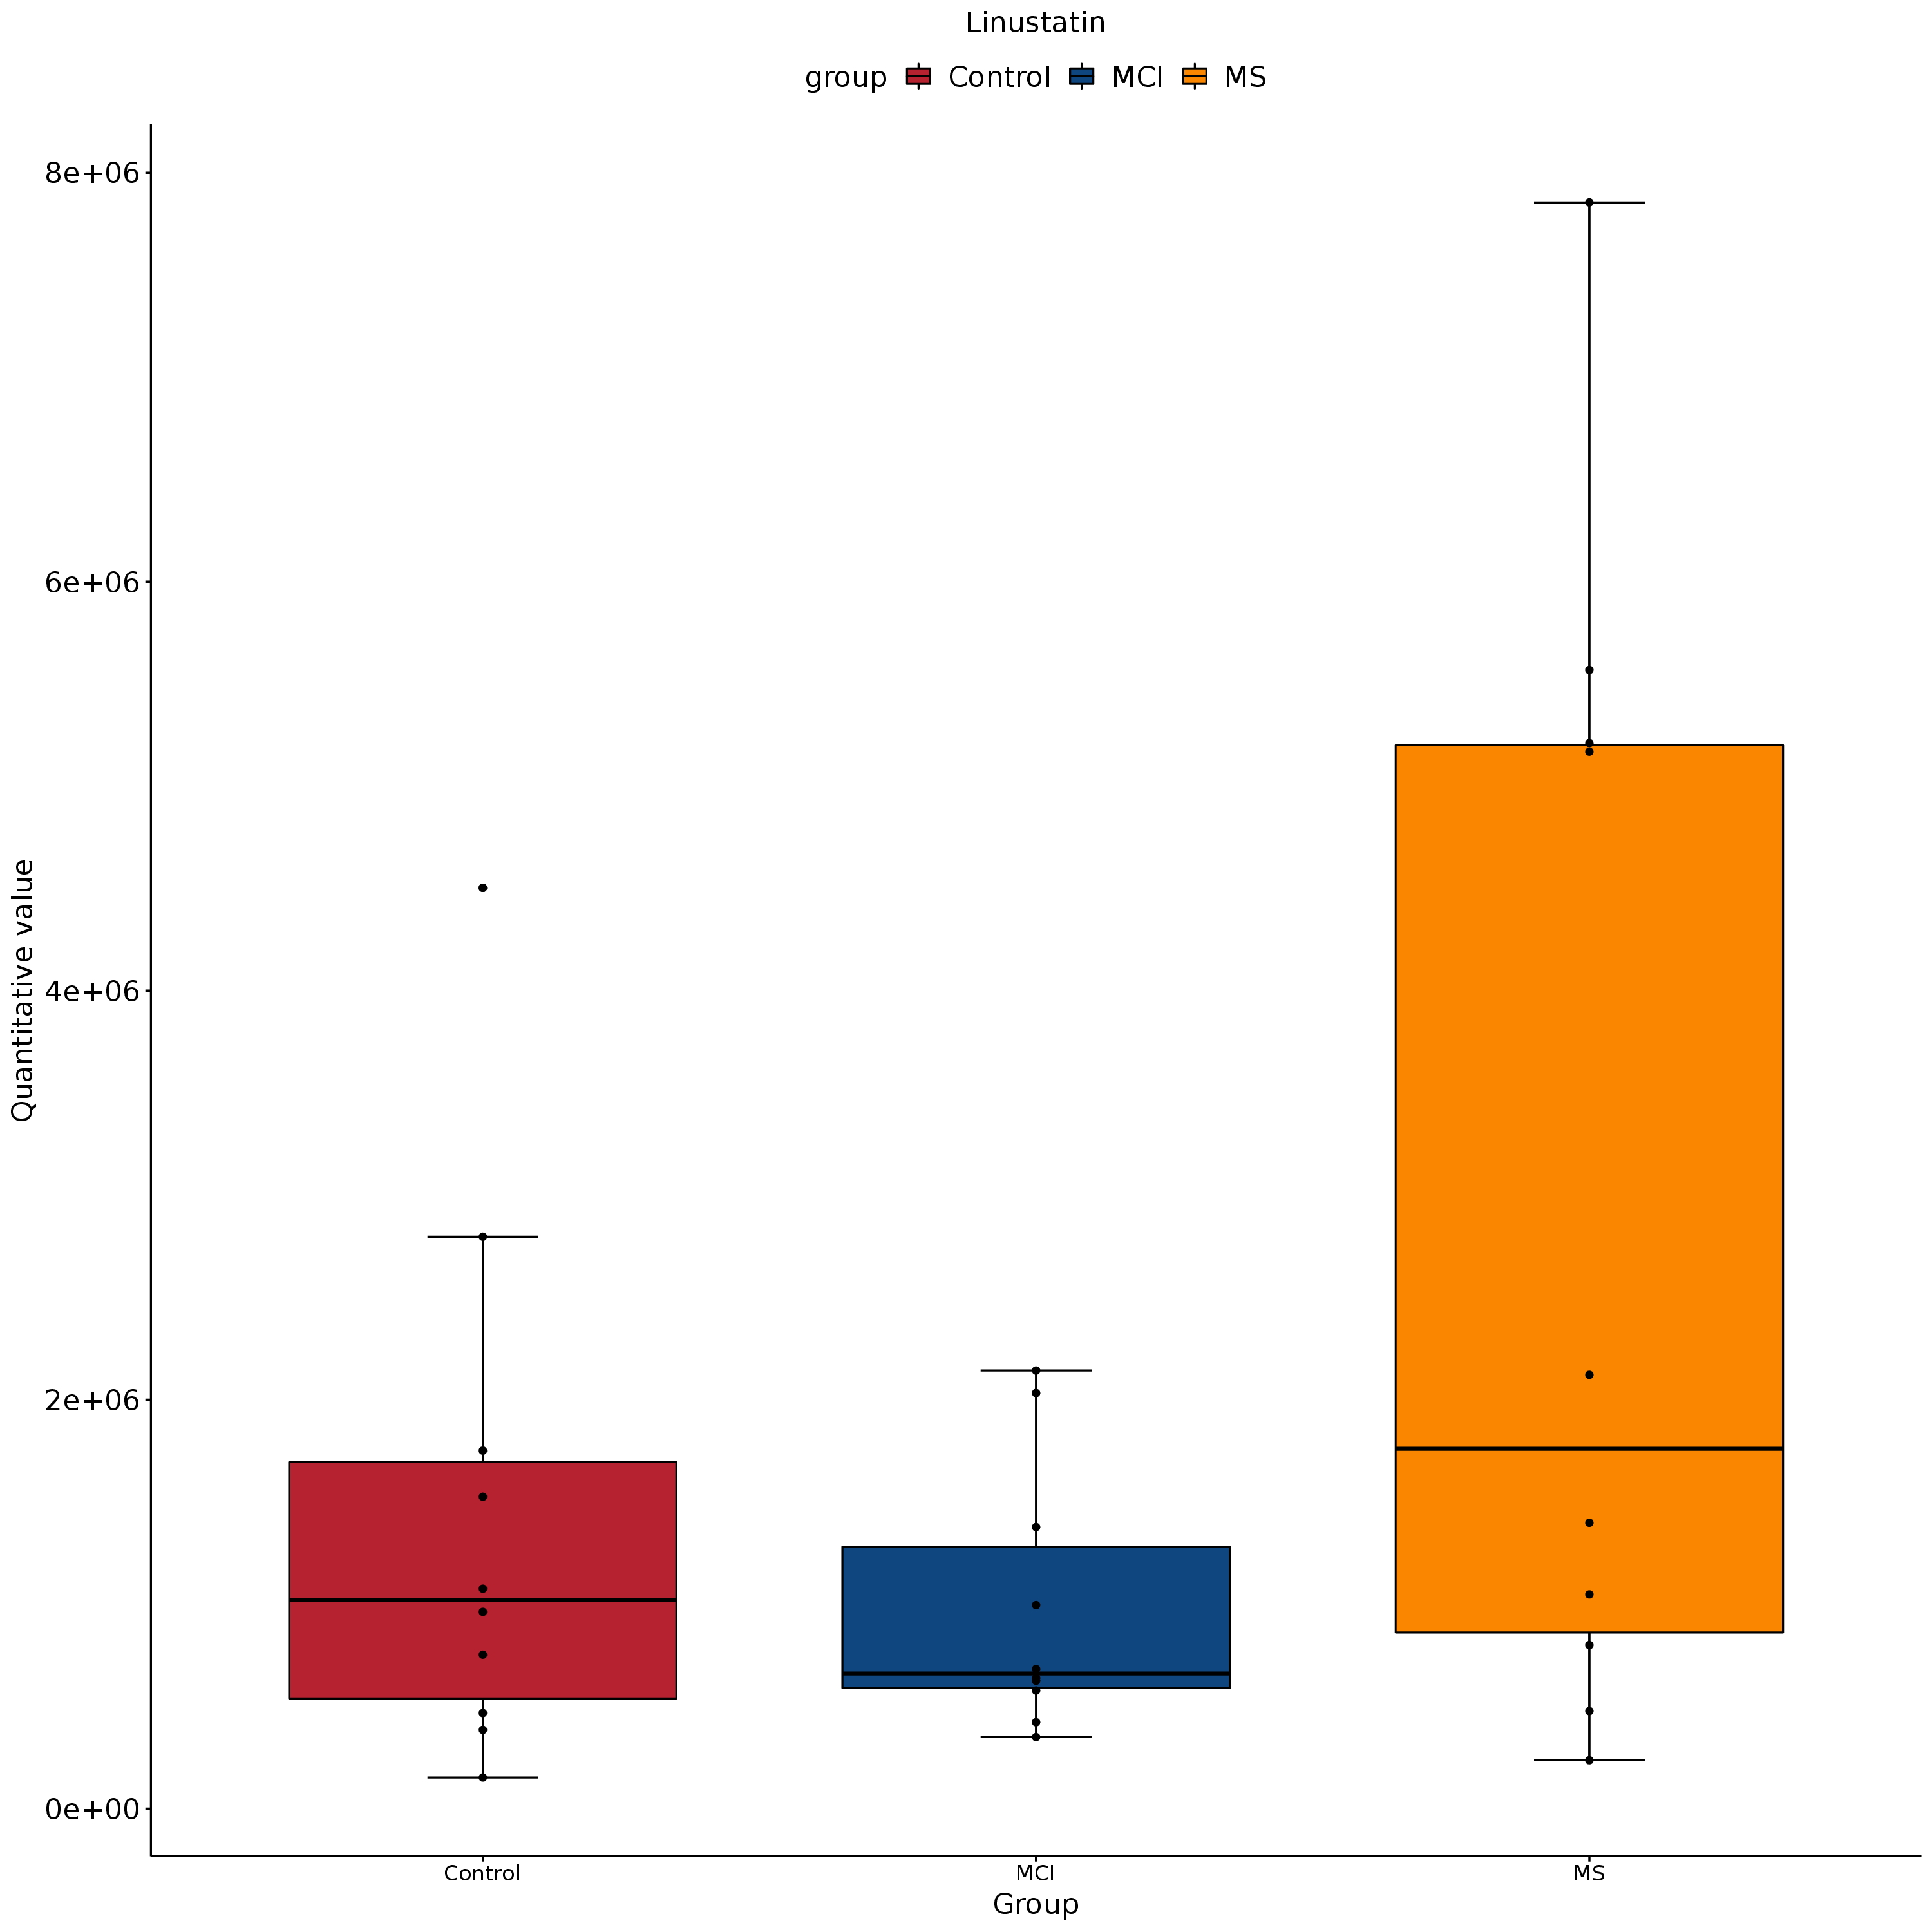 Linustatin
group Control MCI MS
8e+06
6e+06
4e+06
2e+06
0e+00
Quantitative value
Control MCI MS
Group